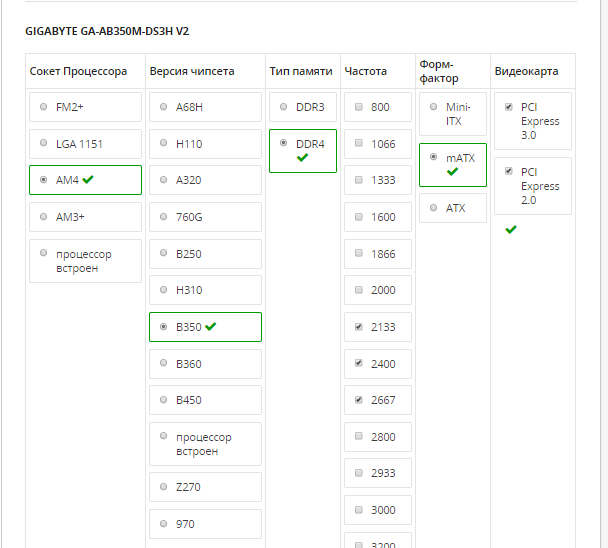 GIGABYTE GA-AB350M-DS3H V2
Сокет Процессора
Версия чипсета
Тип памяти
Частота
Форм-
фактор
Видеокарта
FM2+
LGA 1151
AM4
AM3+
процессор
встроен
A68H
H110
A320
760G
B250
H310
B350
B360
B450
процессор
встроен
Z270
970
DDR3
DDR4
800
1066
1333
1600
1866
2000
2133
2400
2667
2800
2933
3000
3200
Mini-
ITX
mATX
ATX
PCI
Express
3.0
PCI
Express
2.0